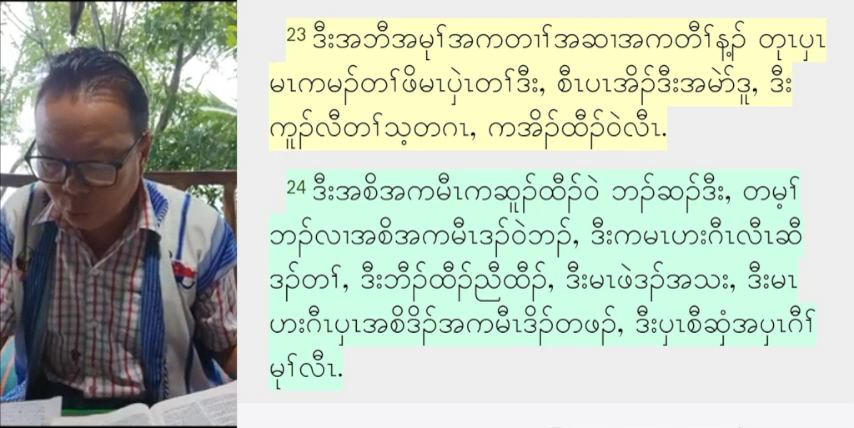 23 ဒီးအဘီအမုၢ်အကတၢၢ်အဆၢအကတီၢ်န့ၣ် တုၤပှၤ
မၤကမၣ်တၢ်ဖိမၤပှဲၤတၢ်ဒီး, စီၤပၤအိၣ်ဒီးအမဲာ်ဒူ, ဒီး
ကူၣ်လီတၢ်သ့တဂၤ, ကအိၣ်ထီၣ်ဝဲလီၤ.
24 ဒီးအစိအကမီၤကဆူၣ်ထီၣ်ဝဲ ဘၣ်ဆၣ်ဒီး, တမ့ၢ်
ဘၣ်လၢအစိအကမီၤဒၣ်ဝဲဘၣ်, ဒီးကမၤဟးဂီၤလီၤဆီ
ဒၣ်တၢ်, ဒီးဘီၣ်ထီၣ်ညီထီၣ်, ဒီးမၤဖဲဒၣ်အသး, ဒီးမၤ
ဟးဂီၤပှၤအစိဒိၣ်အကမီၤဒိၣ်တဖၣ်, ဒီးပှၤစီဆှံအပှၤဂီၢ်
မုၢ်လီၤ.